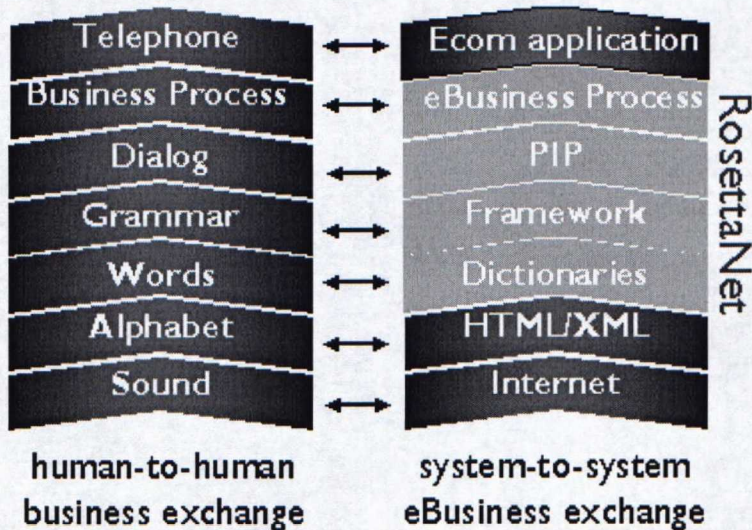 Telephone
Ecom application
Business Process
eBusiness Process
Dialog
PIP
Grammar
Framework
Words
Dictionaries
Alphabet
HTML/XML
Sound
Internet
RosettaNet
human-to-human
business exchange
system-to-system
eBusiness exchange